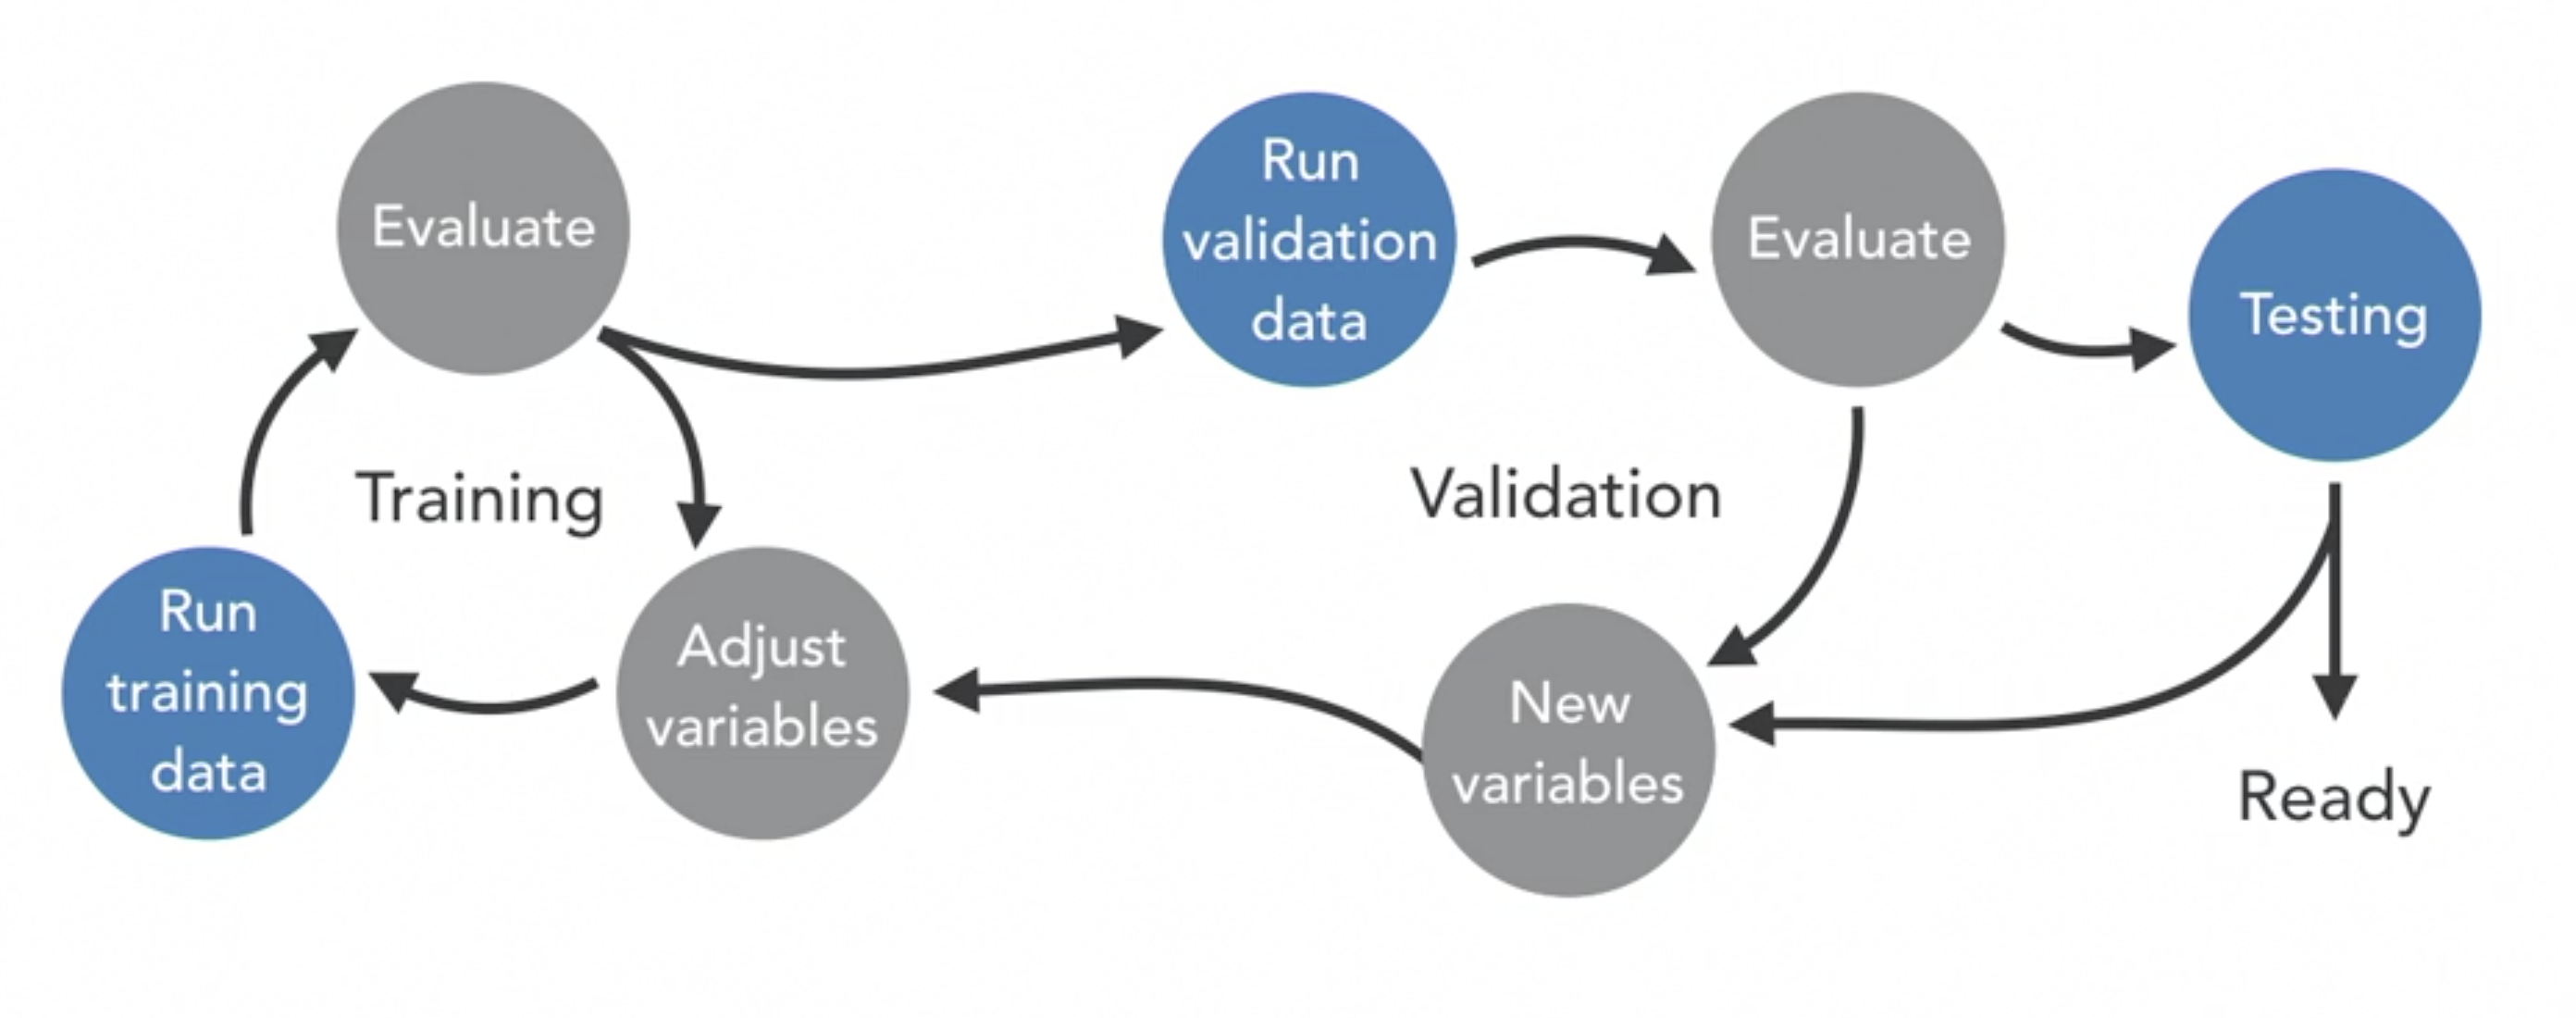 Evaluate
Run
validation
data
Evaluate
Testing
Training
Validation
Run
training
data
Adjust
variables
New
variables
Ready